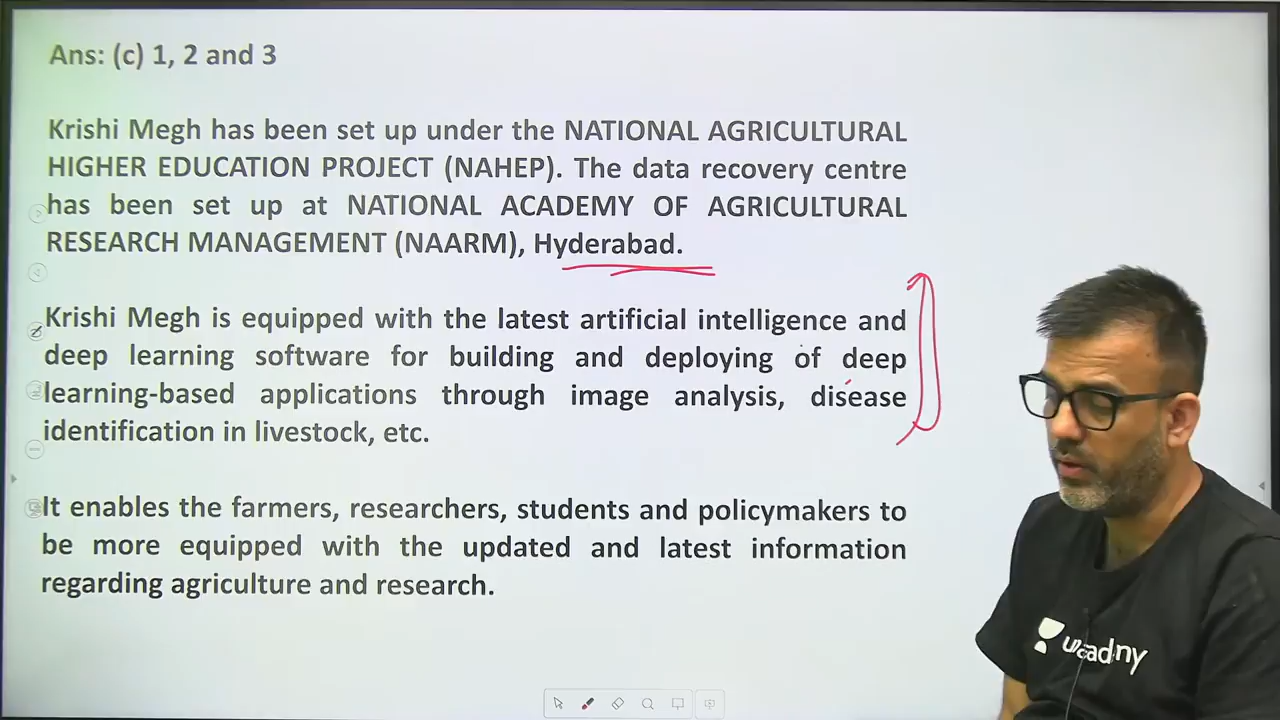 Ans: (c) 1, 2 and 3
Krishi Megh has been set up under the NATIONAL AGRICULTURAL
HIGHER EDUCATION PROJECT (NAHEP). The data recovery centre
has been set up at NATIONAL ACADEMY OF AGRICULTURAL
RESEARCH MANAGEMENT (NAARM), Hyderabad.
Krishi Megh is equipped with the latest artificial intelligence and
deep learning software for building and deploying of deep
learning-based applications through image analysis, disease
identification in livestock, etc.
It enables the farmers, researchers, students and policymakers to
be more equipped with the updated and latest information
regarding agriculture and research.